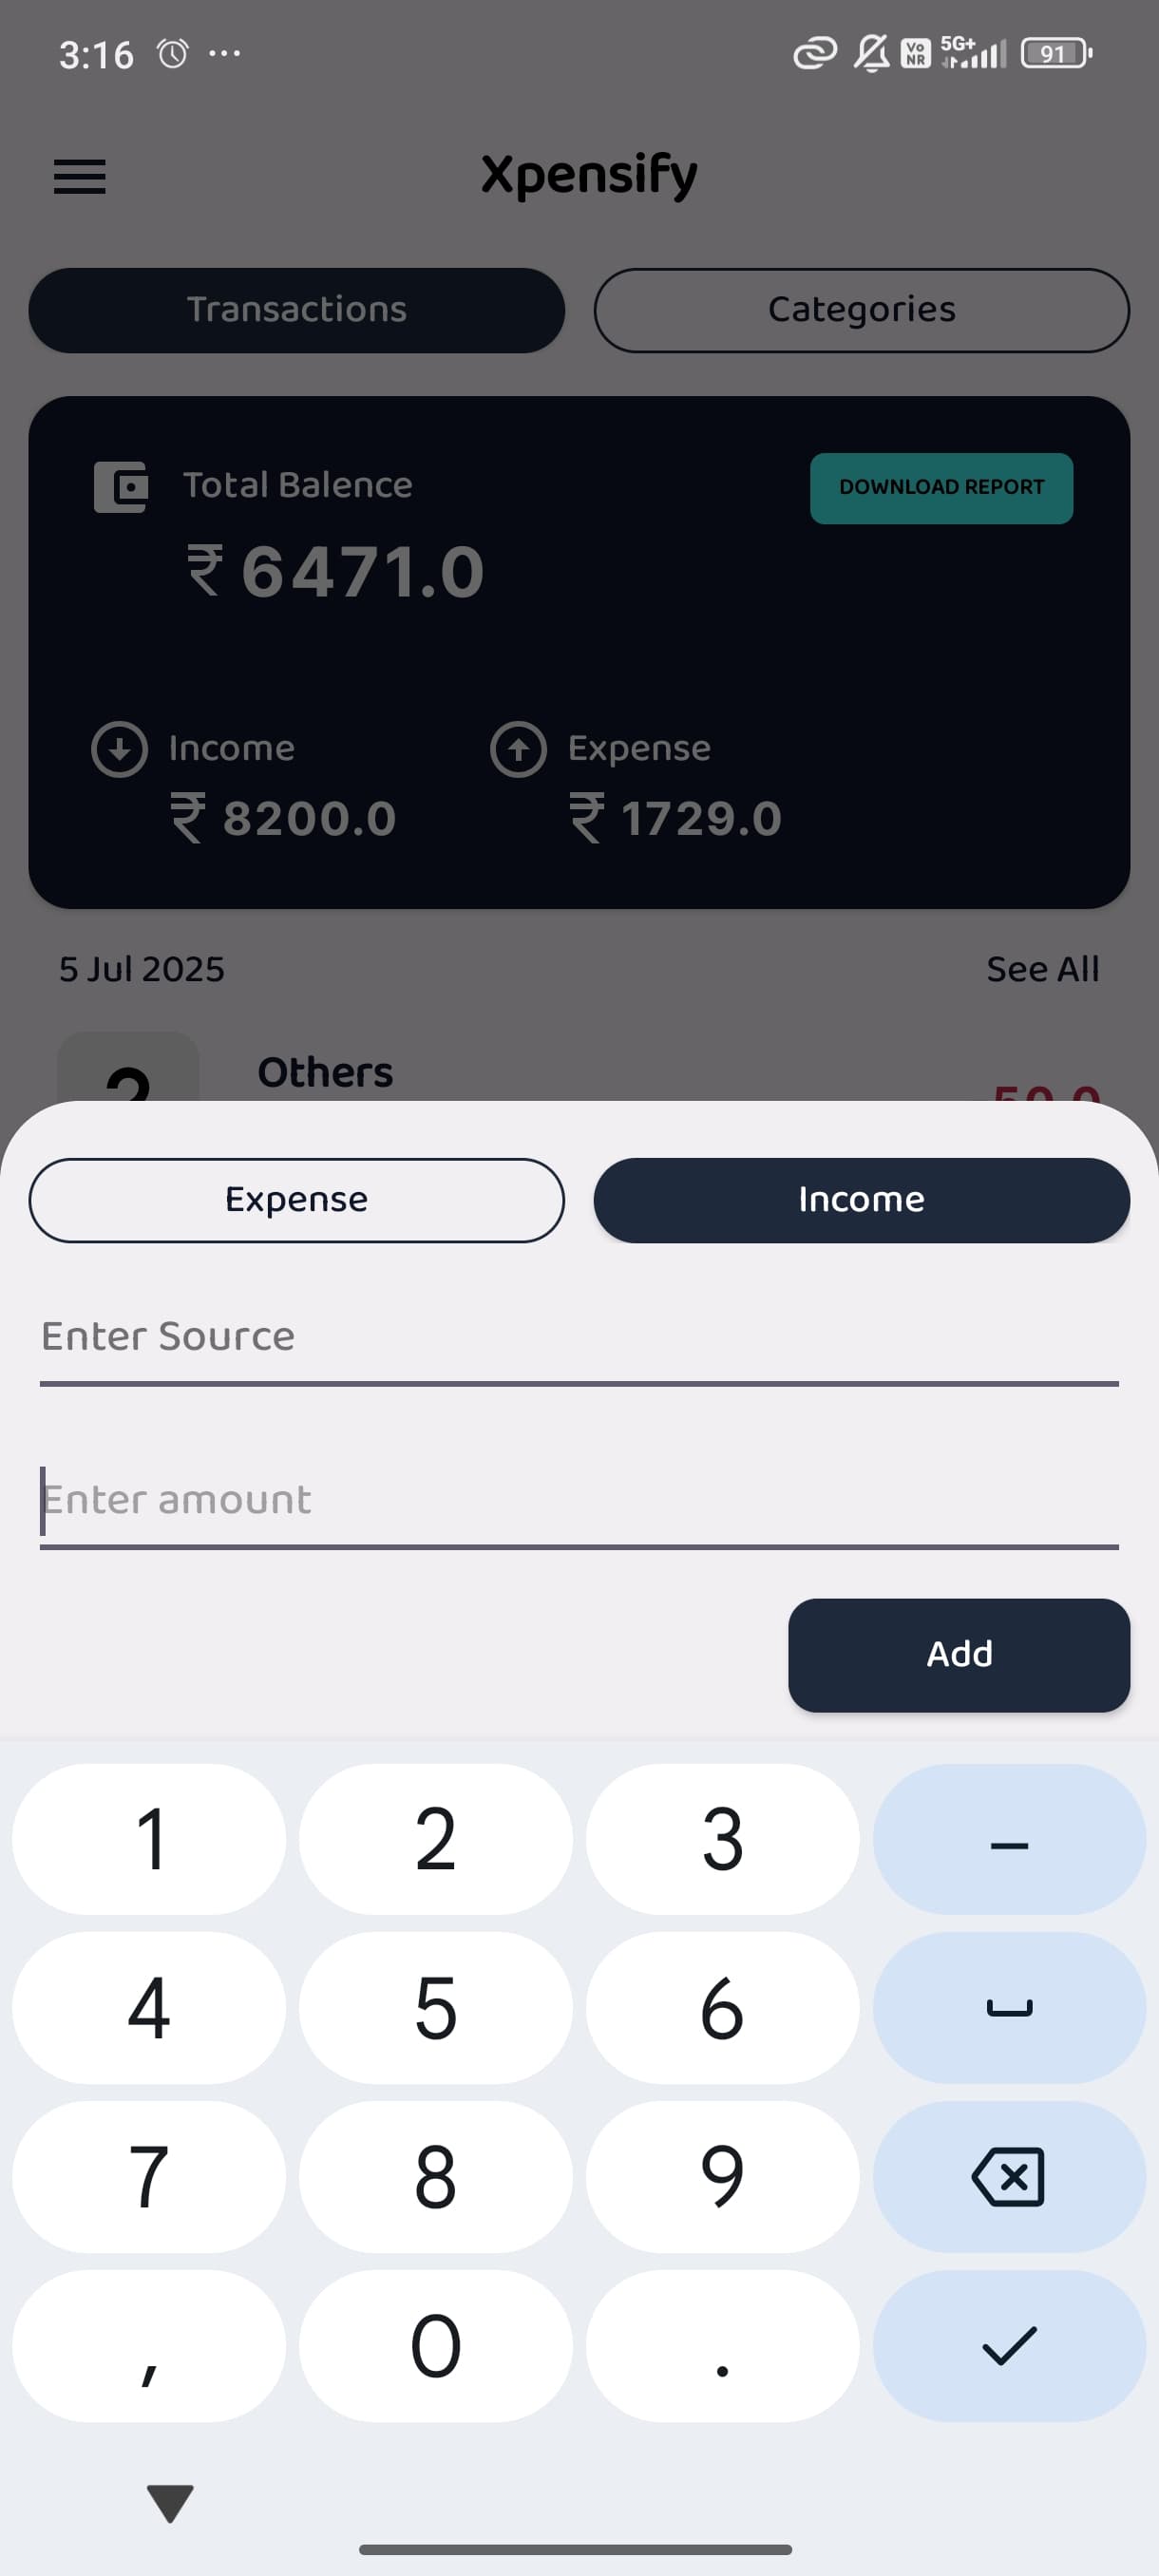 3:16 ...
Vo NR 5G+ 91
Xpensify
Transactions Categories
Total Balence DOWNLOAD REPORT
₹ 6471.0
Income Expense
₹ 8200.0 ₹ 1729.0
5 Jul 2025 See All
? Others
50.0
Expense Income
Enter Source
Enter amount
Add
1 2 3 –
4 5 6
7 8 9
, 0 .